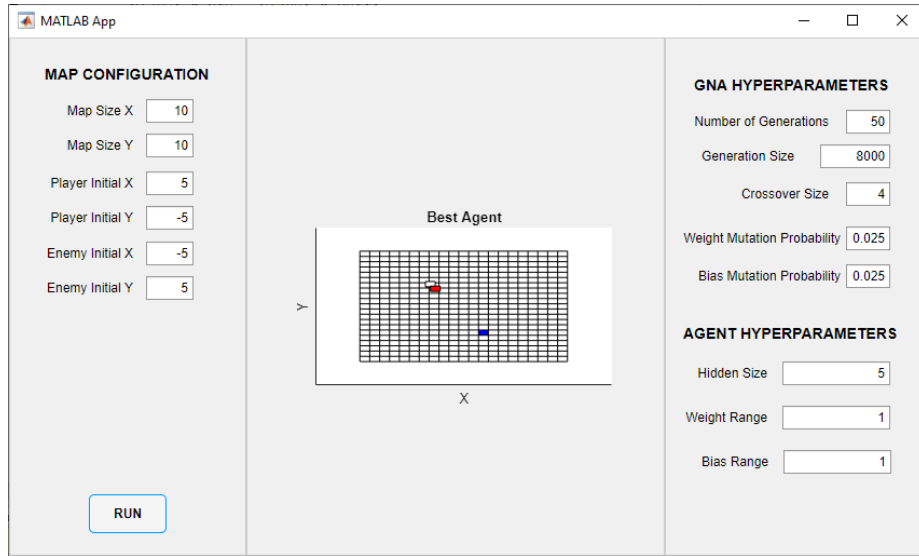 MATLAB App
MAP CONFIGURATION
Map Size X 10
Map Size Y 10
Player Initial X 5
Player Initial Y -5
Enemy Initial X -5
Enemy Initial Y 5
RUN
Best Agent
Y
X
GNA HYPERPARAMETERS
Number of Generations 50
Generation Size 8000
Crossover Size 4
Weight Mutation Probability 0.025
Bias Mutation Probability 0.025
AGENT HYPERPARAMETERS
Hidden Size 5
Weight Range 1
Bias Range 1